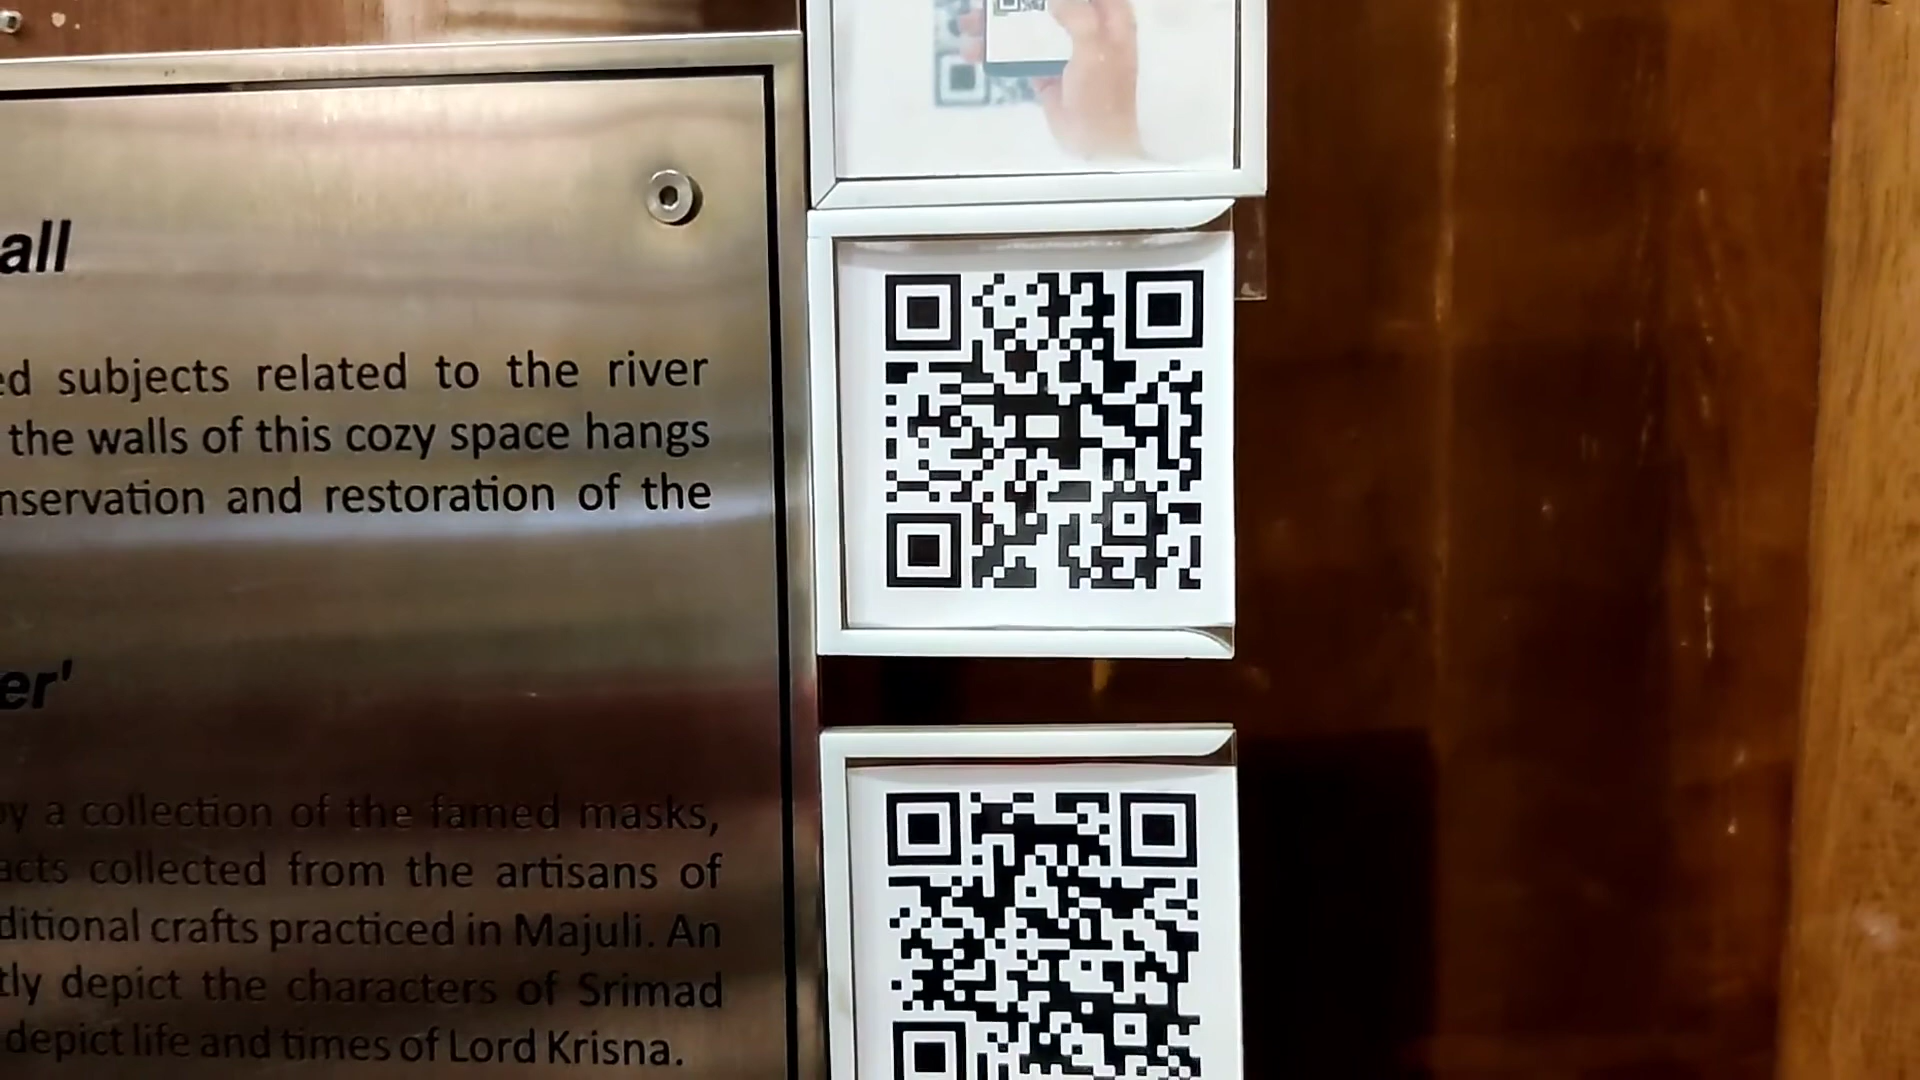 all
ed subjects related to the river
the walls of this cozy space hangs
nservation and restoration of the
er'
by a collection of the famed masks,
acts collected from the artisans of
ditional crafts practiced in Majuli. An
tly depict the characters of Srimad
depict life and times of Lord Krisna.